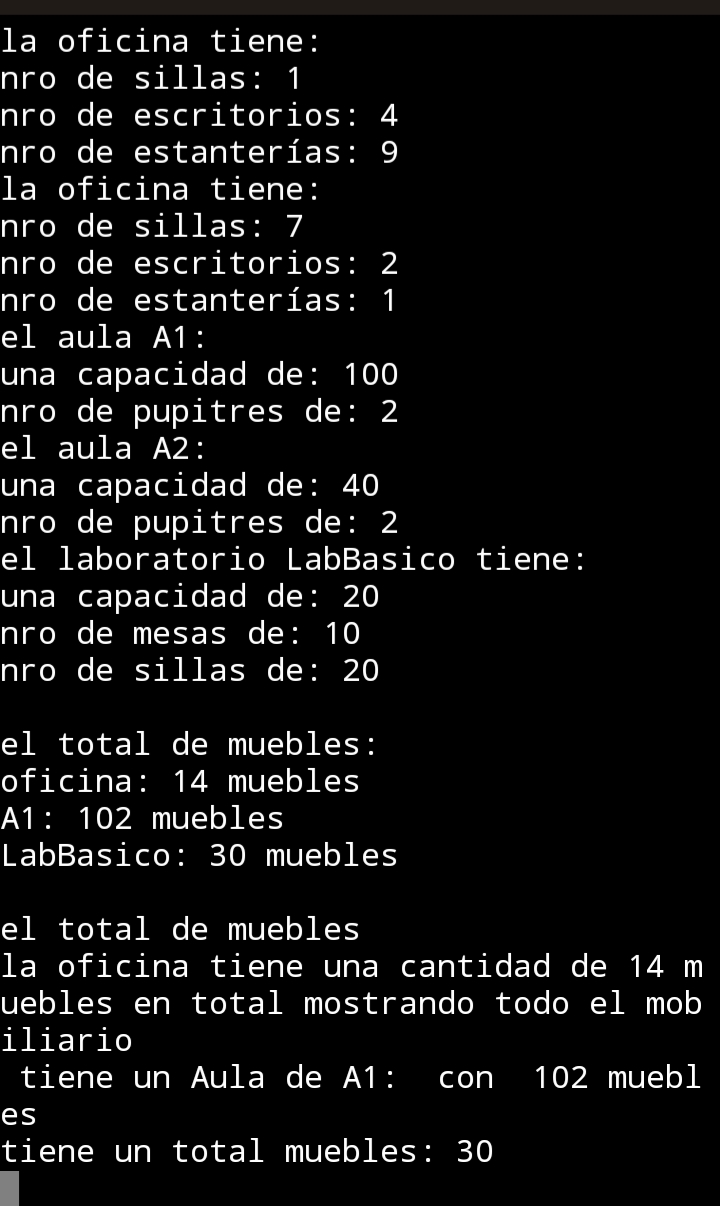 la oficina tiene:
nro de sillas: 1
nro de escritorios: 4
nro de estanterías: 9
la oficina tiene:
nro de sillas: 7
nro de escritorios: 2
nro de estanterías: 1
el aula A1:
una capacidad de: 100
nro de pupitres de: 2
el aula A2:
una capacidad de: 40
nro de pupitres de: 2
el laboratorio LabBasico tiene:
una capacidad de: 20
nro de mesas de: 10
nro de sillas de: 20

el total de muebles:
oficina: 14 muebles
A1: 102 muebles
LabBasico: 30 muebles

el total de muebles
la oficina tiene una cantidad de 14 m
uebles en total mostrando todo el mob
iliario
 tiene un Aula de A1:  con  102 muebl
es
tiene un total muebles: 30